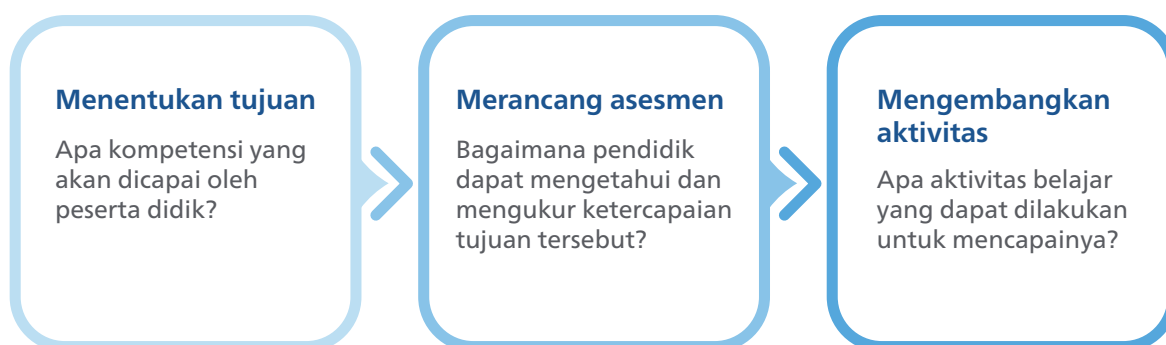 Menentukan tujuan
Apa kompetensi yang
akan dicapai oleh
peserta didik?
Merancang asesmen
Bagaimana pendidik
dapat mengetahui dan
mengukur ketercapaian
tujuan tersebut?
Mengembangkan
aktivitas
Apa aktivitas belajar
yang dapat dilakukan
untuk mencapainya?